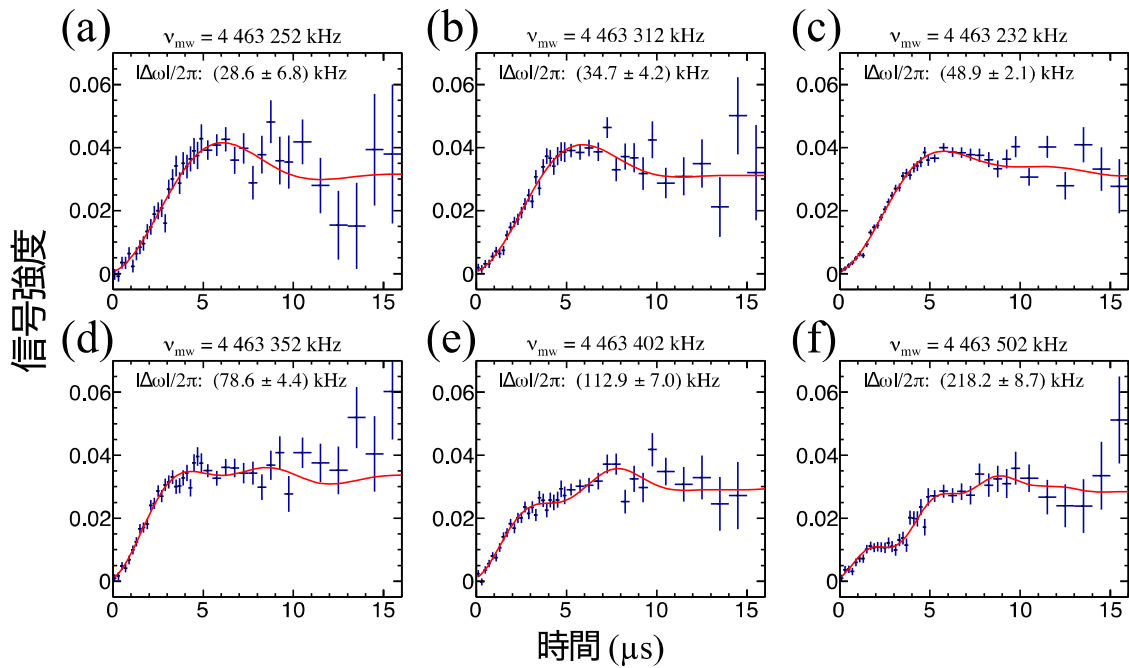 (a) (b) (c)
ν_mw = 4 463 252 kHz ν_mw = 4 463 312 kHz ν_mw = 4 463 232 kHz
|Δω|/2π: (28.6 ± 6.8) kHz |Δω|/2π: (34.7 ± 4.2) kHz |Δω|/2π: (48.9 ± 2.1) kHz
0.06
0.04
0.02
0
0 5 10 15 0 5 10 15 0 5 10 15
信号強度
(d) (e) (f)
ν_mw = 4 463 352 kHz ν_mw = 4 463 402 kHz ν_mw = 4 463 502 kHz
|Δω|/2π: (78.6 ± 4.4) kHz |Δω|/2π: (112.9 ± 7.0) kHz |Δω|/2π: (218.2 ± 8.7) kHz
0.06
0.04
0.02
0
0 5 10 15 0 5 10 15 0 5 10 15
時間 (μs)